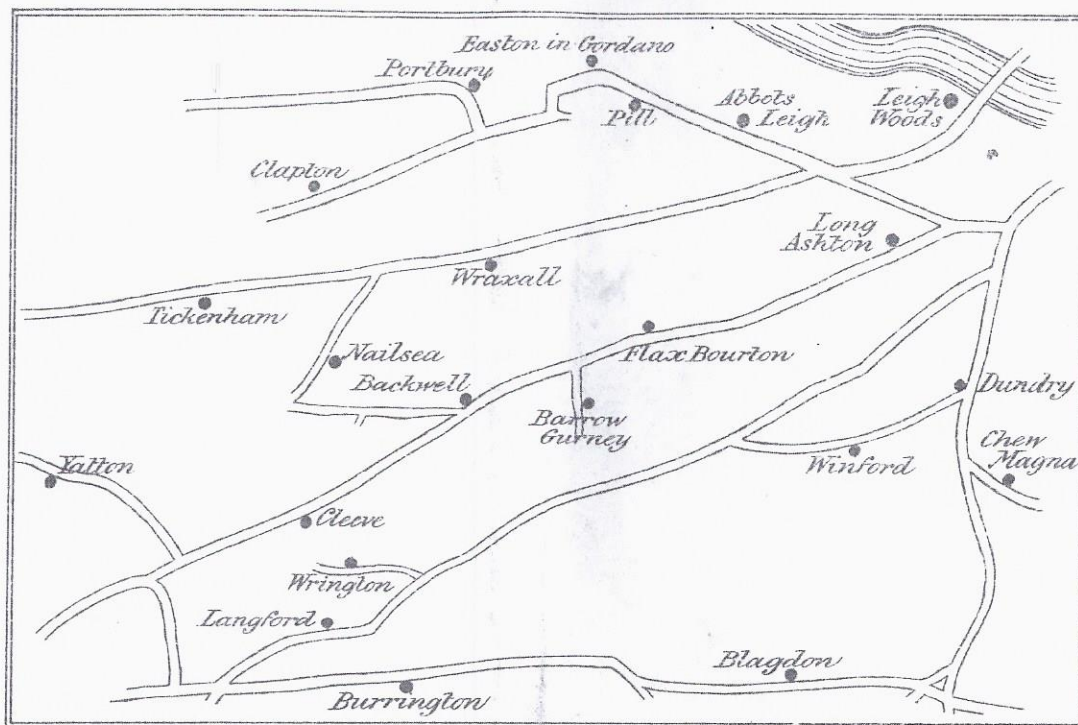 Easton in Gordano
Portbury
Abbots
Leigh
Leigh
Woods
Pill
Clapton
Long
Ashton
Wraxall
Tickenham
Nailsea
Flax Bourton
Backwell
Dundry
Barrow
Gurney
Chew
Magna
Winford
Yatton
Cleeve
Wrington
Langford
Blagdon
Burrington